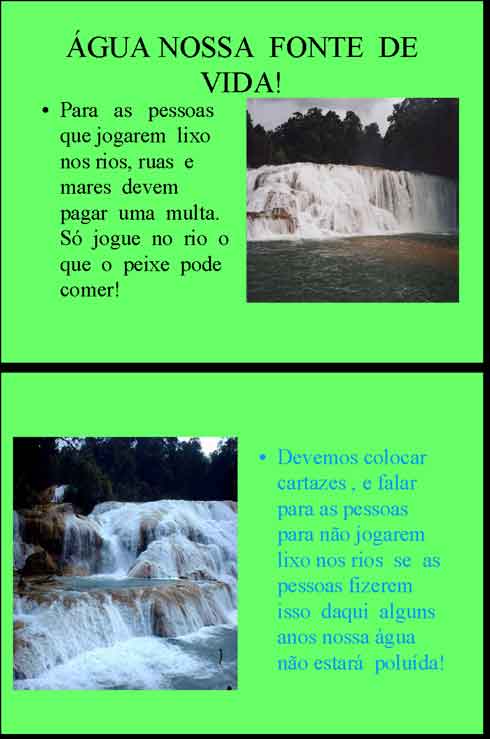 ÁGUA NOSSA FONTE DE
VIDA!
• Para as pessoas
que jogarem lixo
nos rios, ruas e
mares devem
pagar uma multa.
Só jogue no rio o
que o peixe pode
comer!
• Devemos colocar
cartazes , e falar
para as pessoas
para não jogarem
lixo nos rios se as
pessoas fizerem
isso daqui alguns
anos nossa água
não estará poluída!